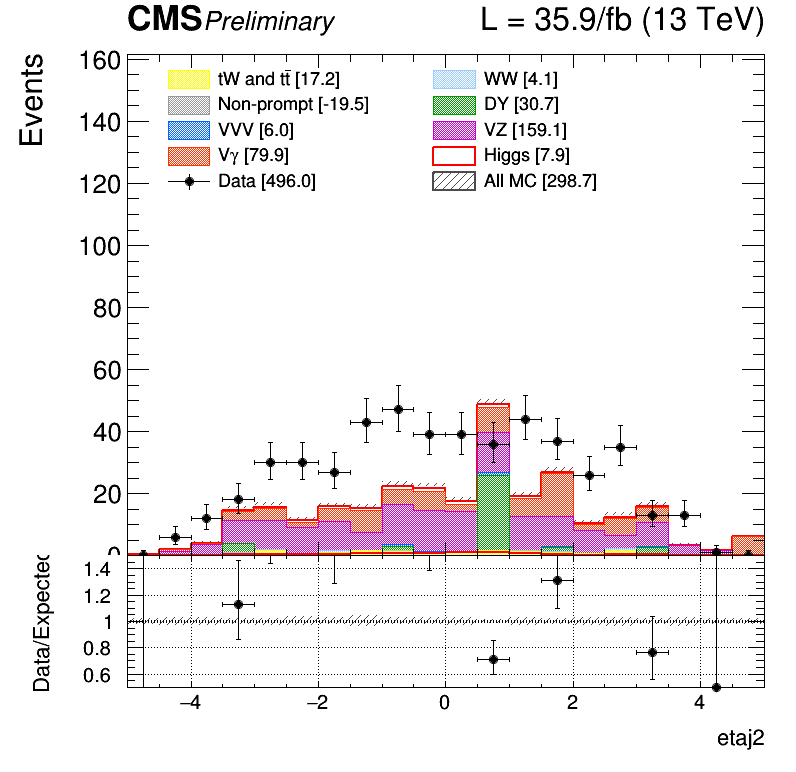 CMS Preliminary L = 35.9/fb (13 TeV)
Events
160
140
120
100
80
60
40
20
0
tW and tt̄ [17.2] WW [4.1]
Non-prompt [-19.5] DY [30.7]
VVV [6.0] VZ [159.1]
Vγ [79.9] Higgs [7.9]
Data [496.0] All MC [298.7]
Data/Expected
1.4
1.2
1
0.8
0.6
−4 −2 0 2 4
etaj2